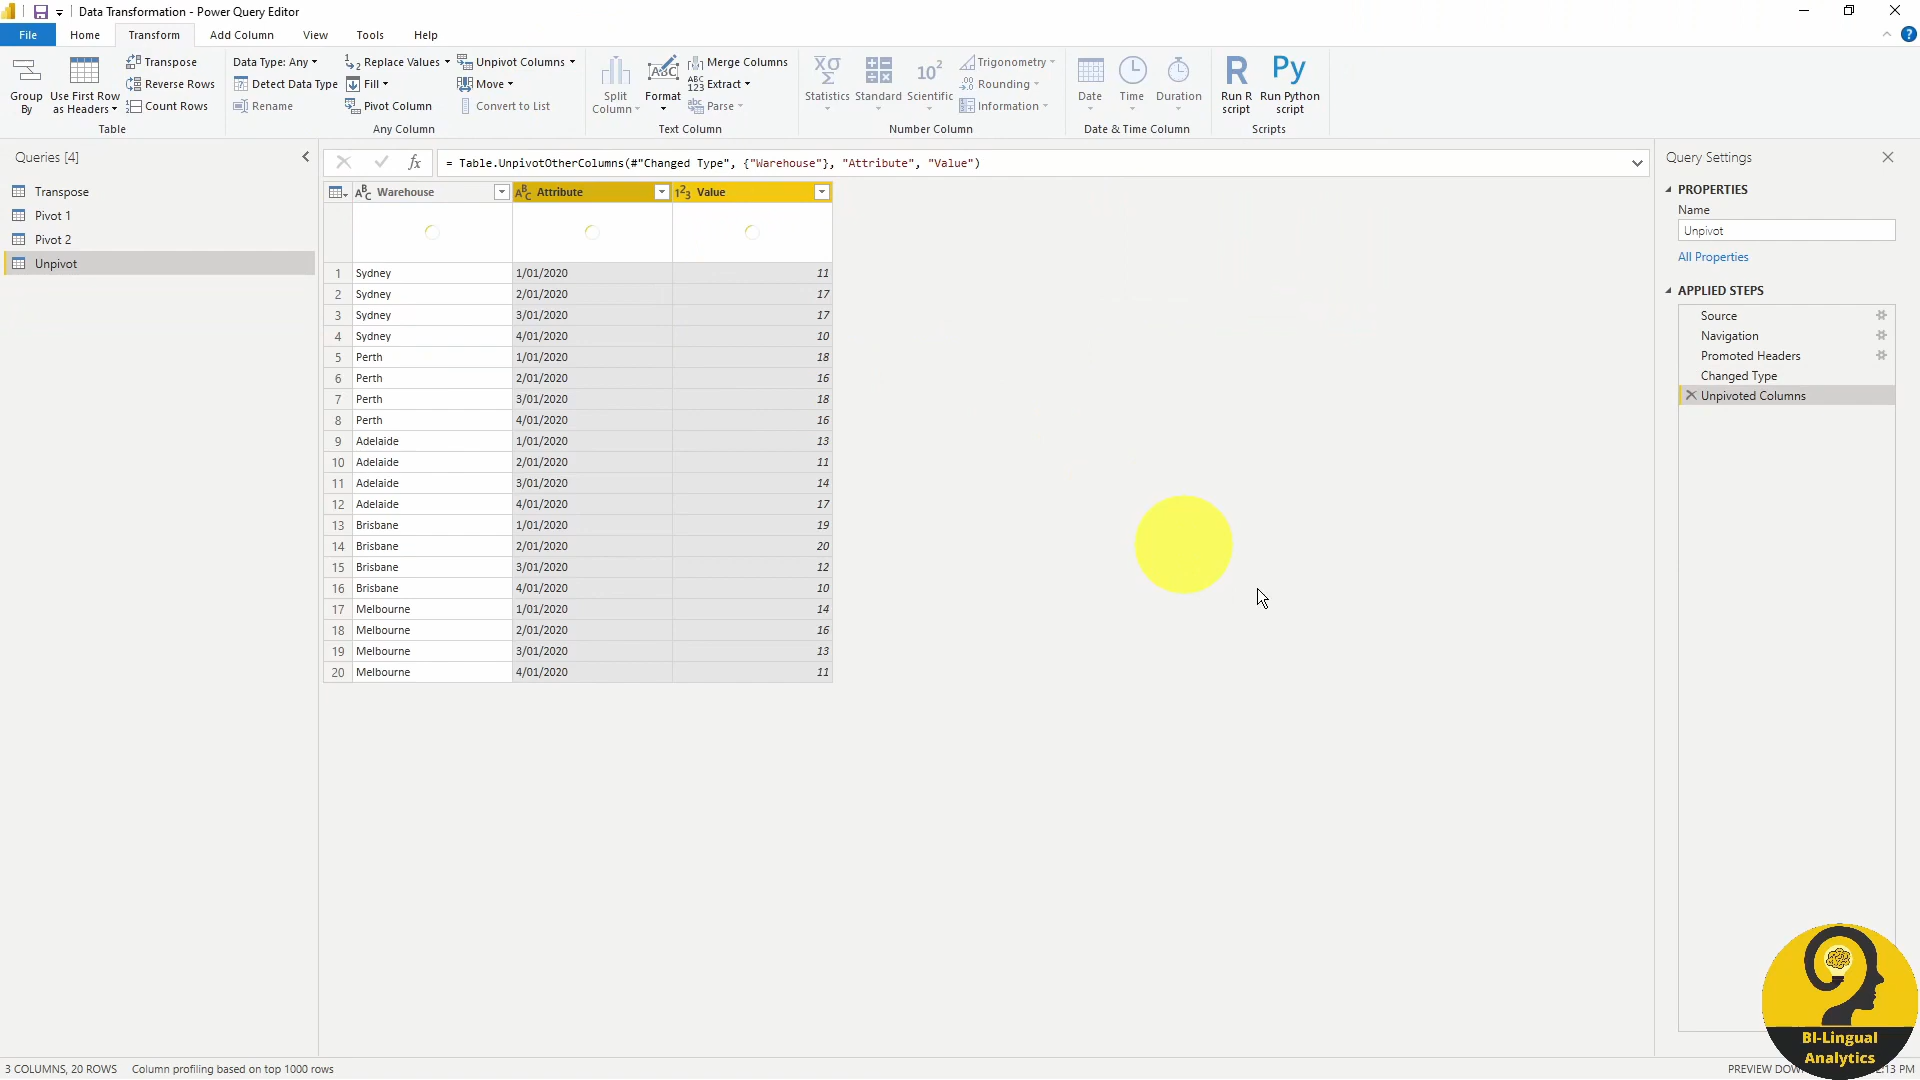 Data Transformation - Power Query Editor
File Home Transform Add Column View Tools Help
Group By
Use First Row as Headers
Transpose
Reverse Rows
Count Rows
Table
Data Type: Any
Detect Data Type
Rename
Replace Values
Fill
Pivot Column
Unpivot Columns
Move
Convert to List
Any Column
Split Column
Format
Merge Columns
Extract
Parse
Text Column
Statistics
Standard
Scientific
Trigonometry
Rounding
Information
Number Column
Date
Time
Duration
Date & Time Column
Run R script
Run Python script
Scripts
Queries [4]
Transpose
Pivot 1
Pivot 2
Unpivot
fx = Table.UnpivotOtherColumns(#"Changed Type", {"Warehouse"}, "Attribute", "Value")
Warehouse Attribute Value
1 Sydney 1/01/2020 11
2 Sydney 2/01/2020 17
3 Sydney 3/01/2020 17
4 Sydney 4/01/2020 10
5 Perth 1/01/2020 18
6 Perth 2/01/2020 16
7 Perth 3/01/2020 18
8 Perth 4/01/2020 16
9 Adelaide 1/01/2020 13
10 Adelaide 2/01/2020 11
11 Adelaide 3/01/2020 14
12 Adelaide 4/01/2020 17
13 Brisbane 1/01/2020 19
14 Brisbane 2/01/2020 20
15 Brisbane 3/01/2020 12
16 Brisbane 4/01/2020 10
17 Melbourne 1/01/2020 14
18 Melbourne 2/01/2020 16
19 Melbourne 3/01/2020 13
20 Melbourne 4/01/2020 11
Query Settings
PROPERTIES
Name
Unpivot
All Properties
APPLIED STEPS
Source
Navigation
Promoted Headers
Changed Type
Unpivoted Columns
BI-Lingual
Analytics
3 COLUMNS, 20 ROWS Column profiling based on top 1000 rows
PREVIEW